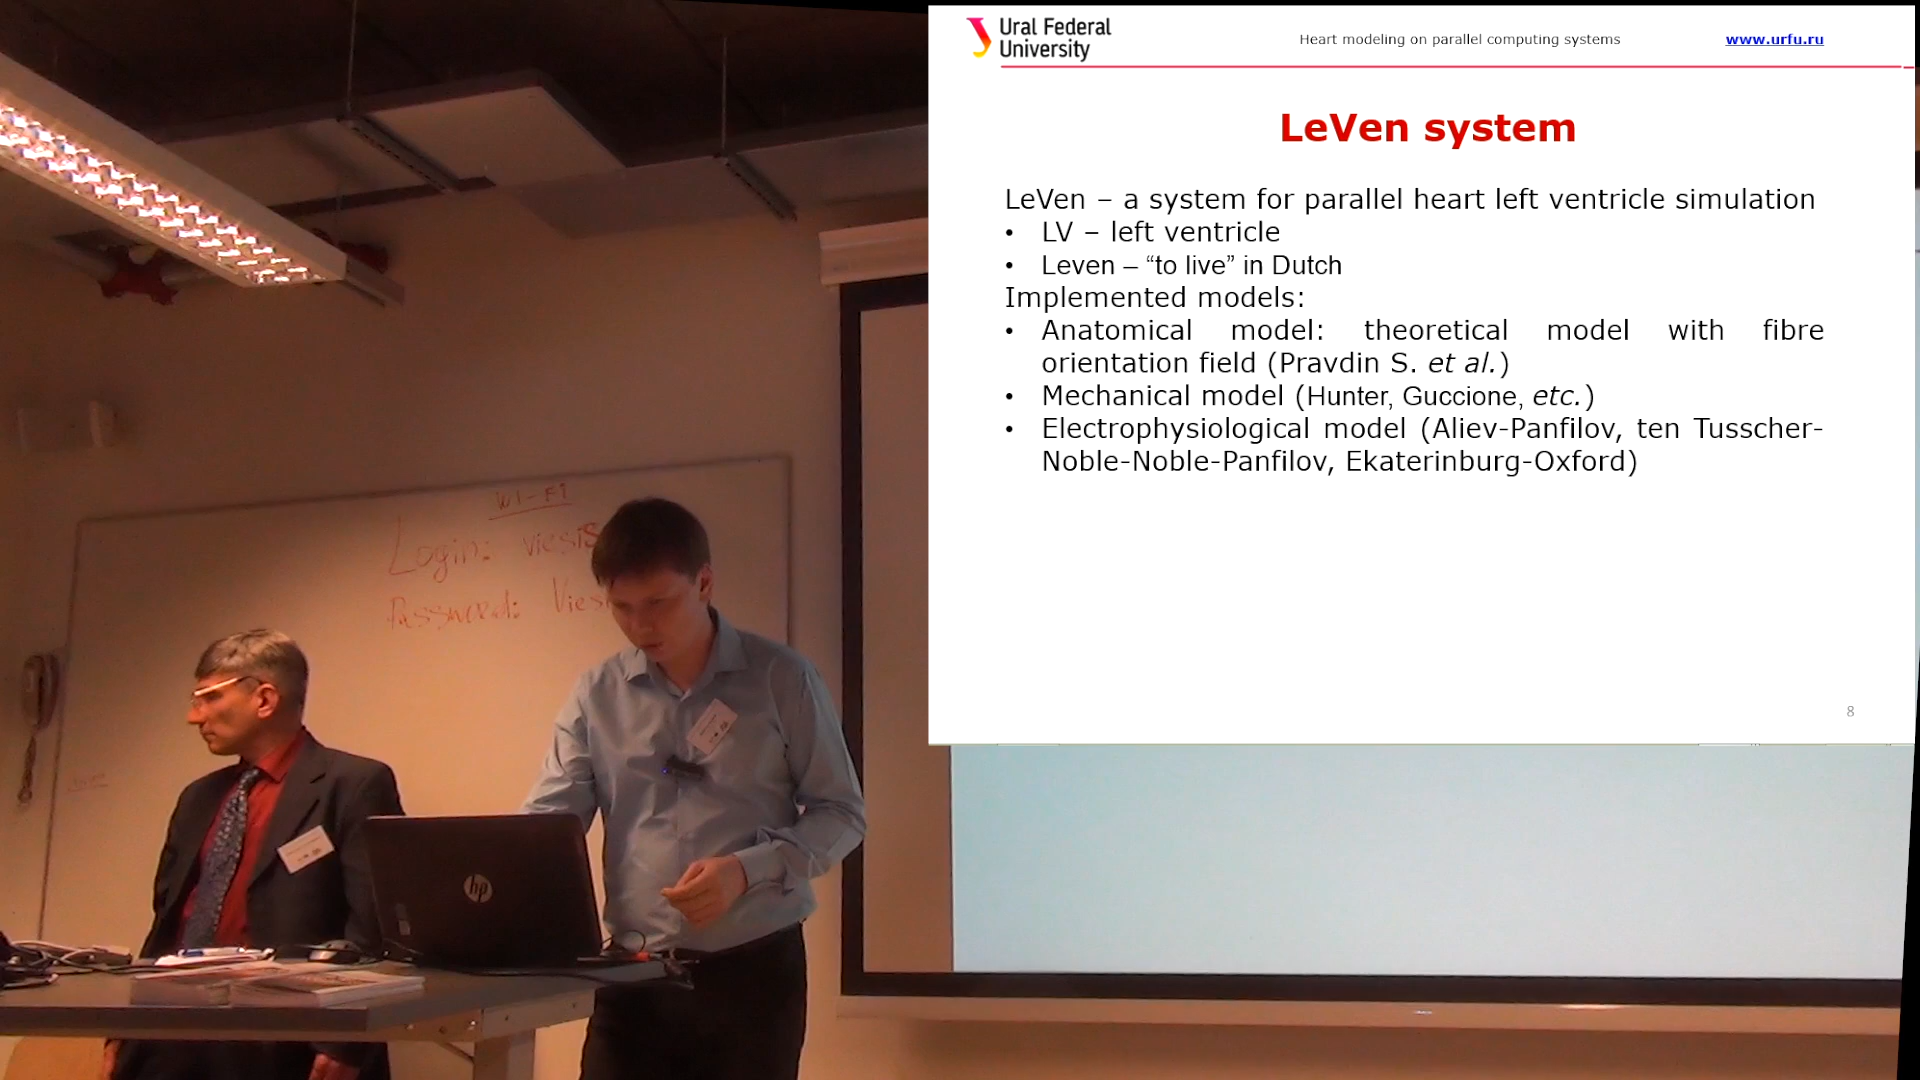 Ural Federal
University
Heart modeling on parallel computing systems
www.urfu.ru
LeVen system
LeVen – a system for parallel heart left ventricle simulation
• LV – left ventricle
• Leven – “to live” in Dutch
Implemented models:
• Anatomical model: theoretical model with fibre
orientation field (Pravdin S. et al.)
• Mechanical model (Hunter, Guccione, etc.)
• Electrophysiological model (Aliev-Panfilov, ten Tusscher-
Noble-Noble-Panfilov, Ekaterinburg-Oxford)
8
WI-FI
Login: viesis
Password:
hp